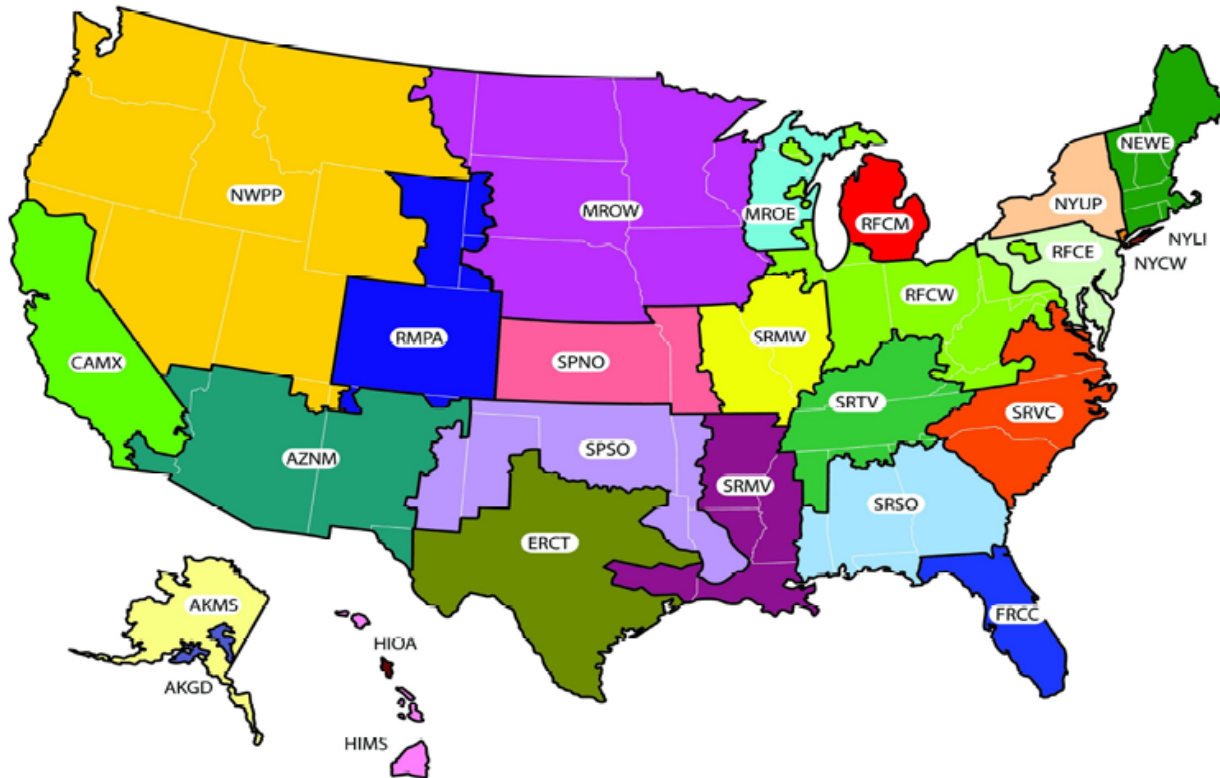 NEWE
NWPP
MROW
MROE
NYUP
RFCM
NYLI
RFCE
NYCW
RFCW
RMPA
SRMW
CAMX
SPNO
SRTV
SRVC
AZNM
SPSO
SRMV
SRSO
ERCT
AKMS
FRCC
HIOA
AKGD
HIMS